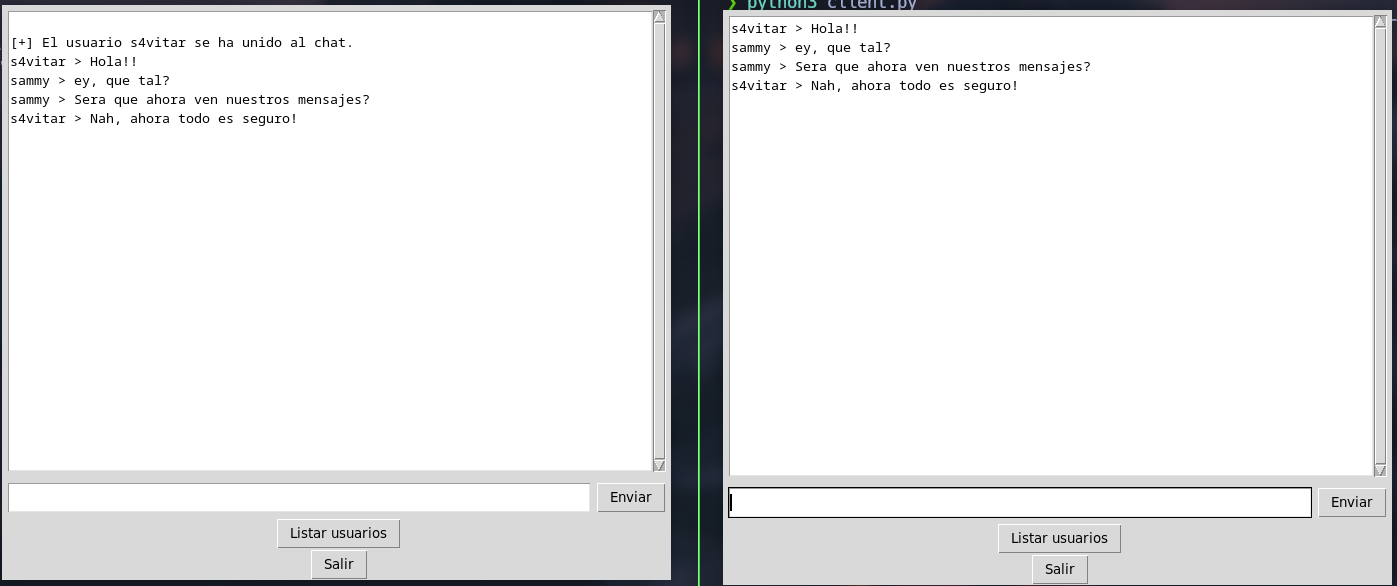 [+] El usuario s4vitar se ha unido al chat.
s4vitar > Hola!!
sammy > ey, que tal?
sammy > Sera que ahora ven nuestros mensajes?
s4vitar > Nah, ahora todo es seguro!
Enviar
Listar usuarios
Salir
❯ python3 client.py
s4vitar > Hola!!
sammy > ey, que tal?
sammy > Sera que ahora ven nuestros mensajes?
s4vitar > Nah, ahora todo es seguro!
Enviar
Listar usuarios
Salir